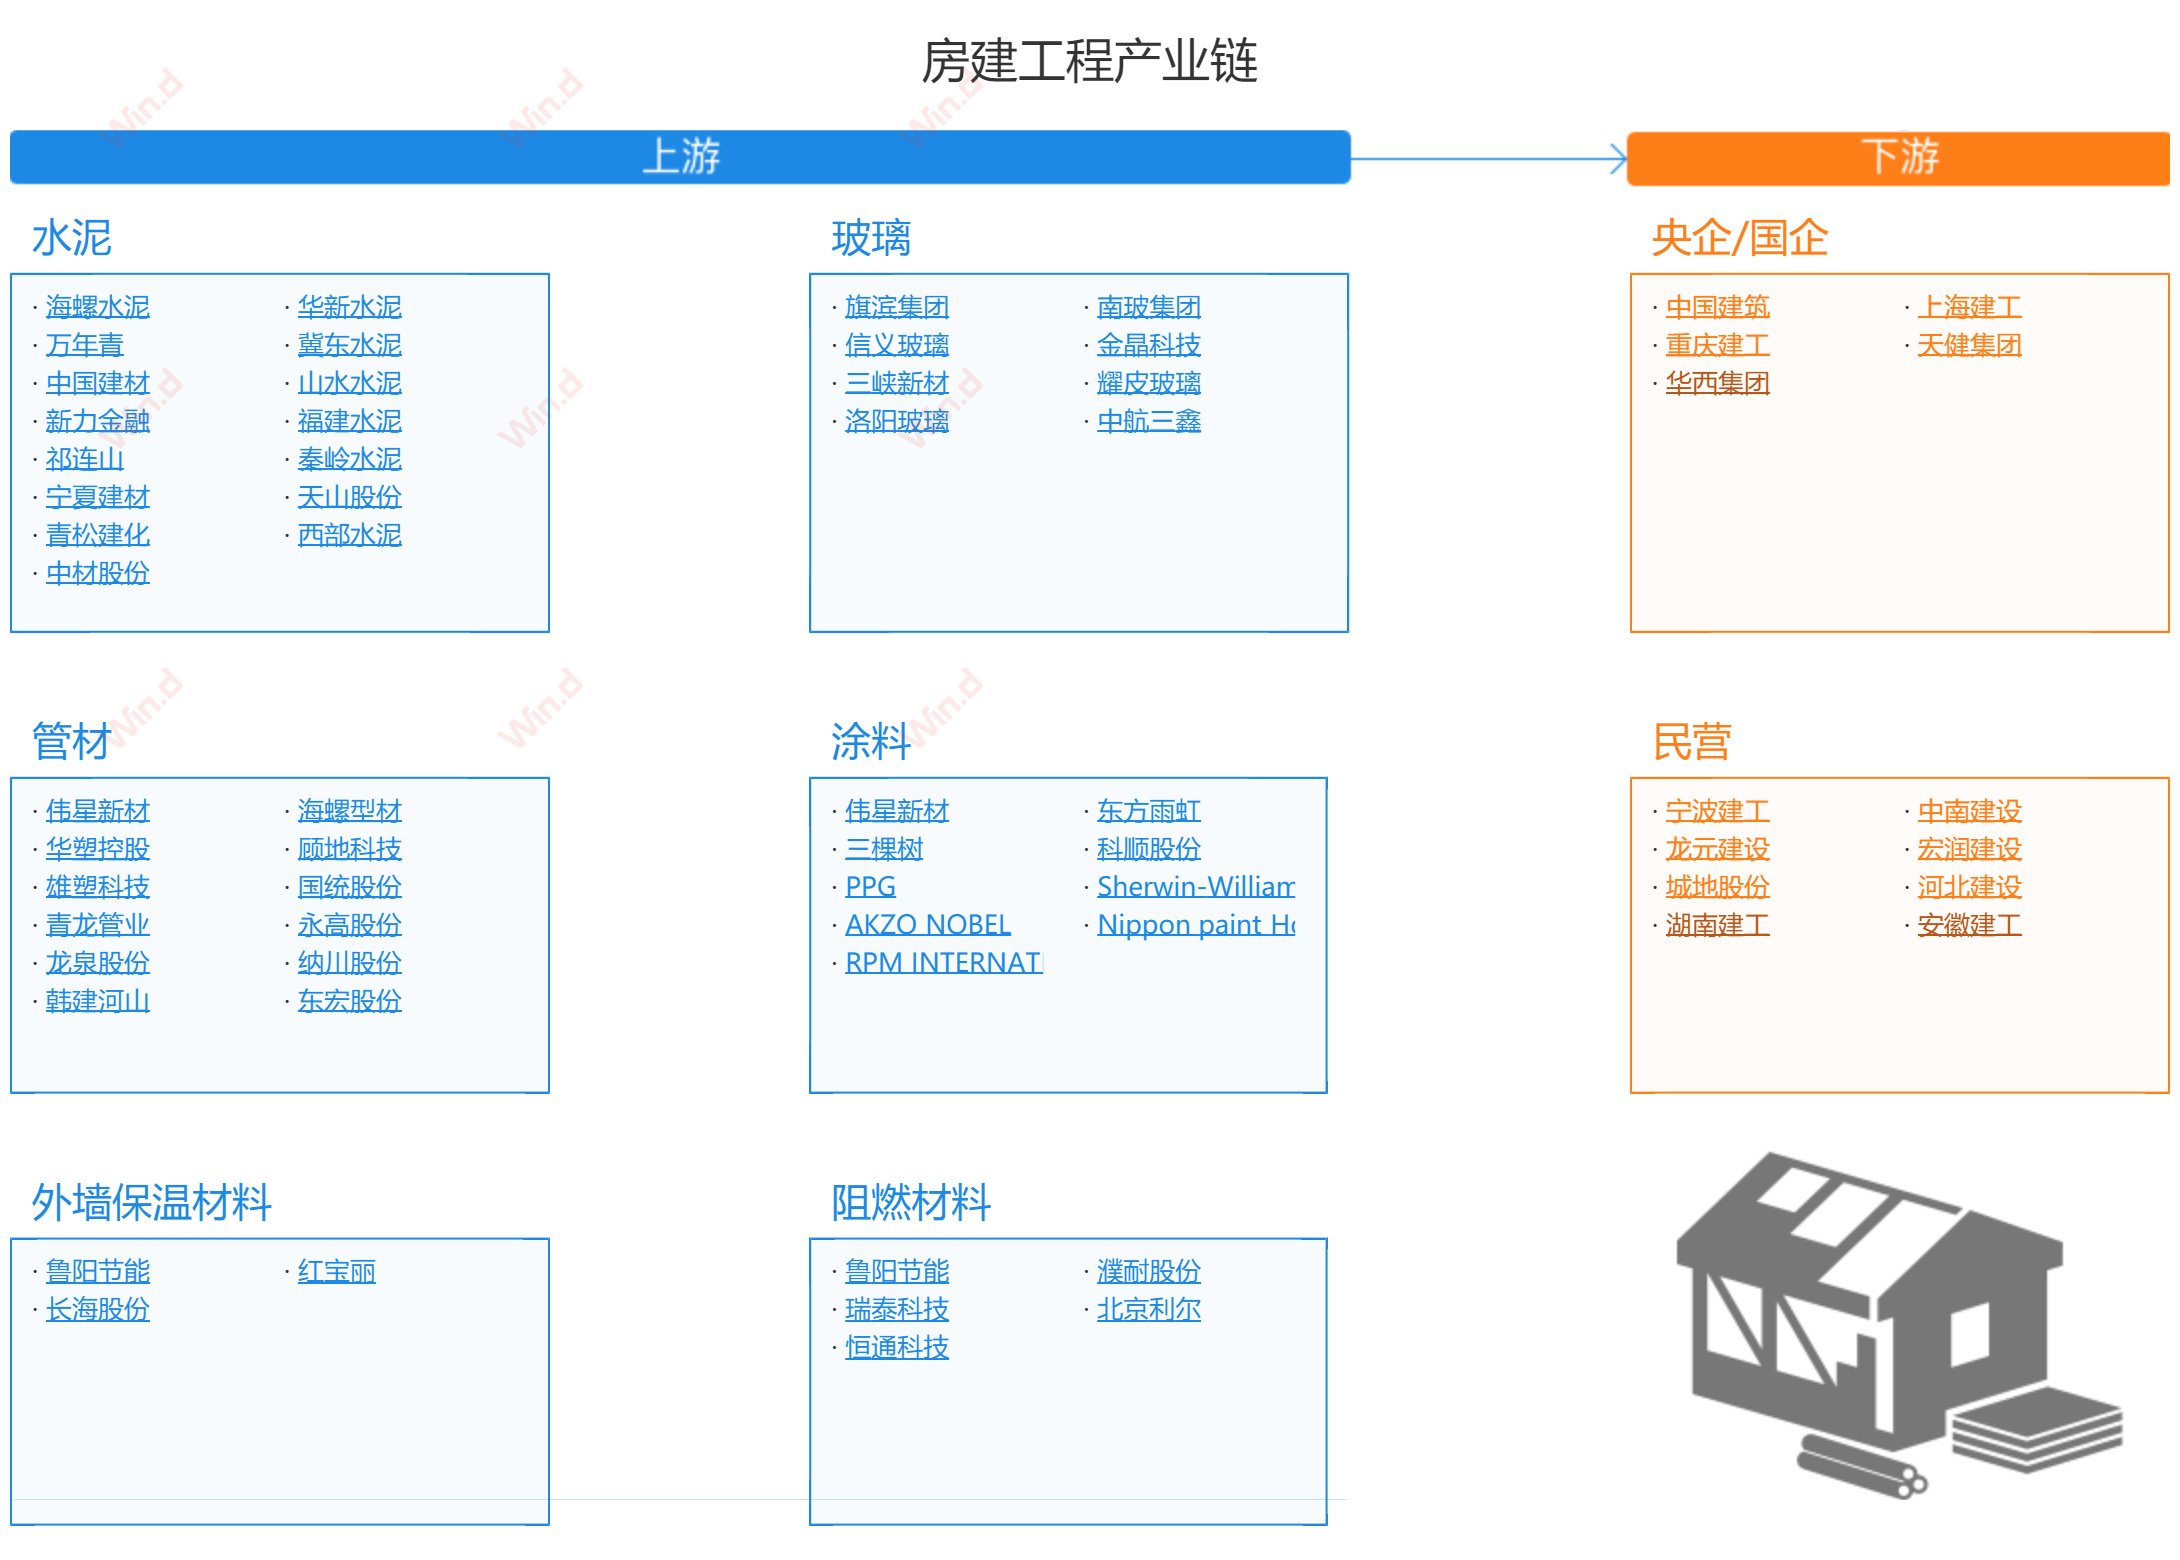 房建工程产业链
上游
下游
水泥
· 海螺水泥 · 华新水泥
· 万年青 · 冀东水泥
· 中国建材 · 山水水泥
· 新力金融 · 福建水泥
· 祁连山 · 秦岭水泥
· 宁夏建材 · 天山股份
· 青松建化 · 西部水泥
· 中材股份
玻璃
· 旗滨集团 · 南玻集团
· 信义玻璃 · 金晶科技
· 三峡新材 · 耀皮玻璃
· 洛阳玻璃 · 中航三鑫
央企/国企
· 中国建筑 · 上海建工
· 重庆建工 · 天健集团
· 华西集团
管材
· 伟星新材 · 海螺型材
· 华塑控股 · 顾地科技
· 雄塑科技 · 国统股份
· 青龙管业 · 永高股份
· 龙泉股份 · 纳川股份
· 韩建河山 · 东宏股份
涂料
· 伟星新材 · 东方雨虹
· 三棵树 · 科顺股份
· PPG · Sherwin-William
· AKZO NOBEL · Nippon paint Ho
· RPM INTERNATI
民营
· 宁波建工 · 中南建设
· 龙元建设 · 宏润建设
· 城地股份 · 河北建设
· 湖南建工 · 安徽建工
外墙保温材料
· 鲁阳节能 · 红宝丽
· 长海股份
阻燃材料
· 鲁阳节能 · 濮耐股份
· 瑞泰科技 · 北京利尔
· 恒通科技
Win.d
Win.d
Win.d
Win.d
Win.d
Win.d
Win.d
Win.d
Win.d